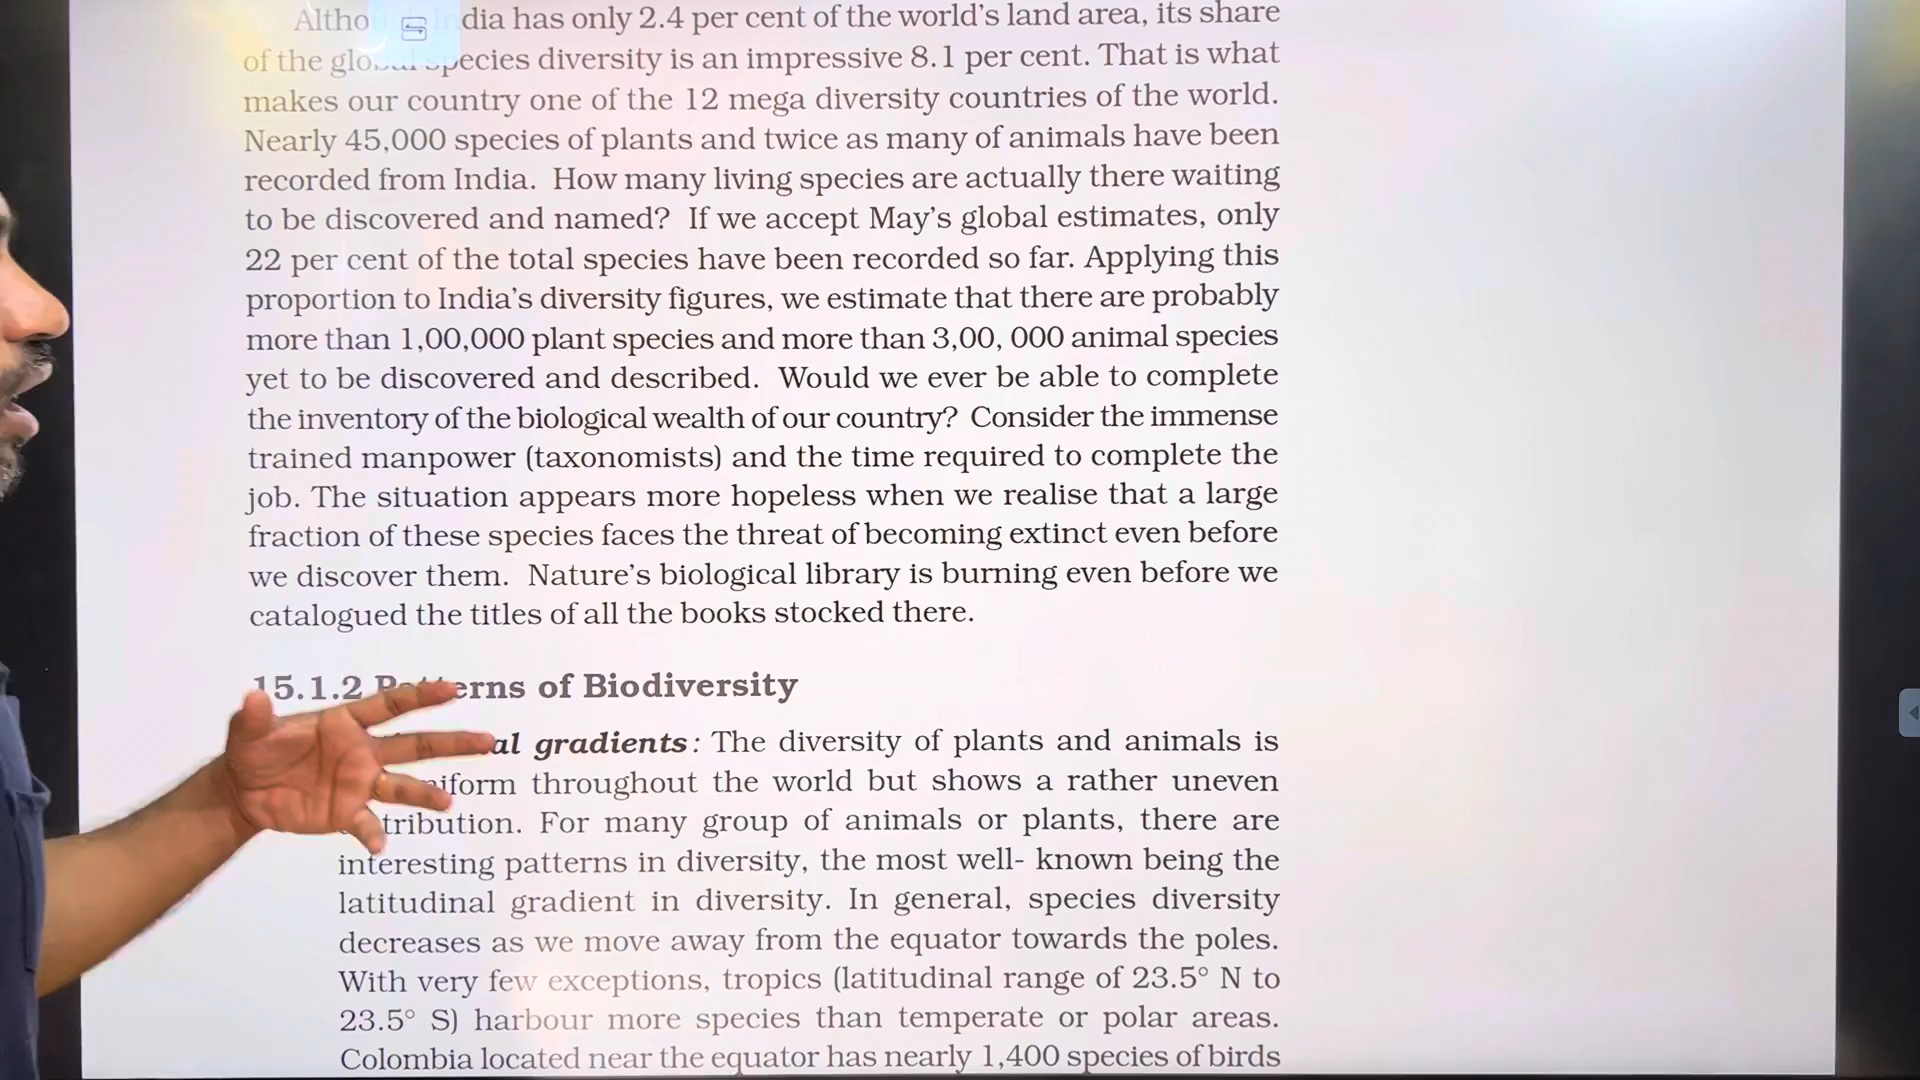 Altho dia has only 2.4 per cent of the world's land area, its share
of the global species diversity is an impressive 8.1 per cent. That is what
makes our country one of the 12 mega diversity countries of the world.
Nearly 45,000 species of plants and twice as many of animals have been
recorded from India. How many living species are actually there waiting
to be discovered and named? If we accept May's global estimates, only
22 per cent of the total species have been recorded so far. Applying this
proportion to India's diversity figures, we estimate that there are probably
more than 1,00,000 plant species and more than 3,00, 000 animal species
yet to be discovered and described. Would we ever be able to complete
the inventory of the biological wealth of our country? Consider the immense
trained manpower (taxonomists) and the time required to complete the
job. The situation appears more hopeless when we realise that a large
fraction of these species faces the threat of becoming extinct even before
we discover them. Nature's biological library is burning even before we
catalogued the titles of all the books stocked there.
15.1.2 Patterns of Biodiversity
al gradients: The diversity of plants and animals is
iform throughout the world but shows a rather uneven
tribution. For many group of animals or plants, there are
interesting patterns in diversity, the most well- known being the
latitudinal gradient in diversity. In general, species diversity
decreases as we move away from the equator towards the poles.
With very few exceptions, tropics (latitudinal range of 23.5° N to
23.5° S) harbour more species than temperate or polar areas.
Colombia located near the equator has nearly 1,400 species of birds